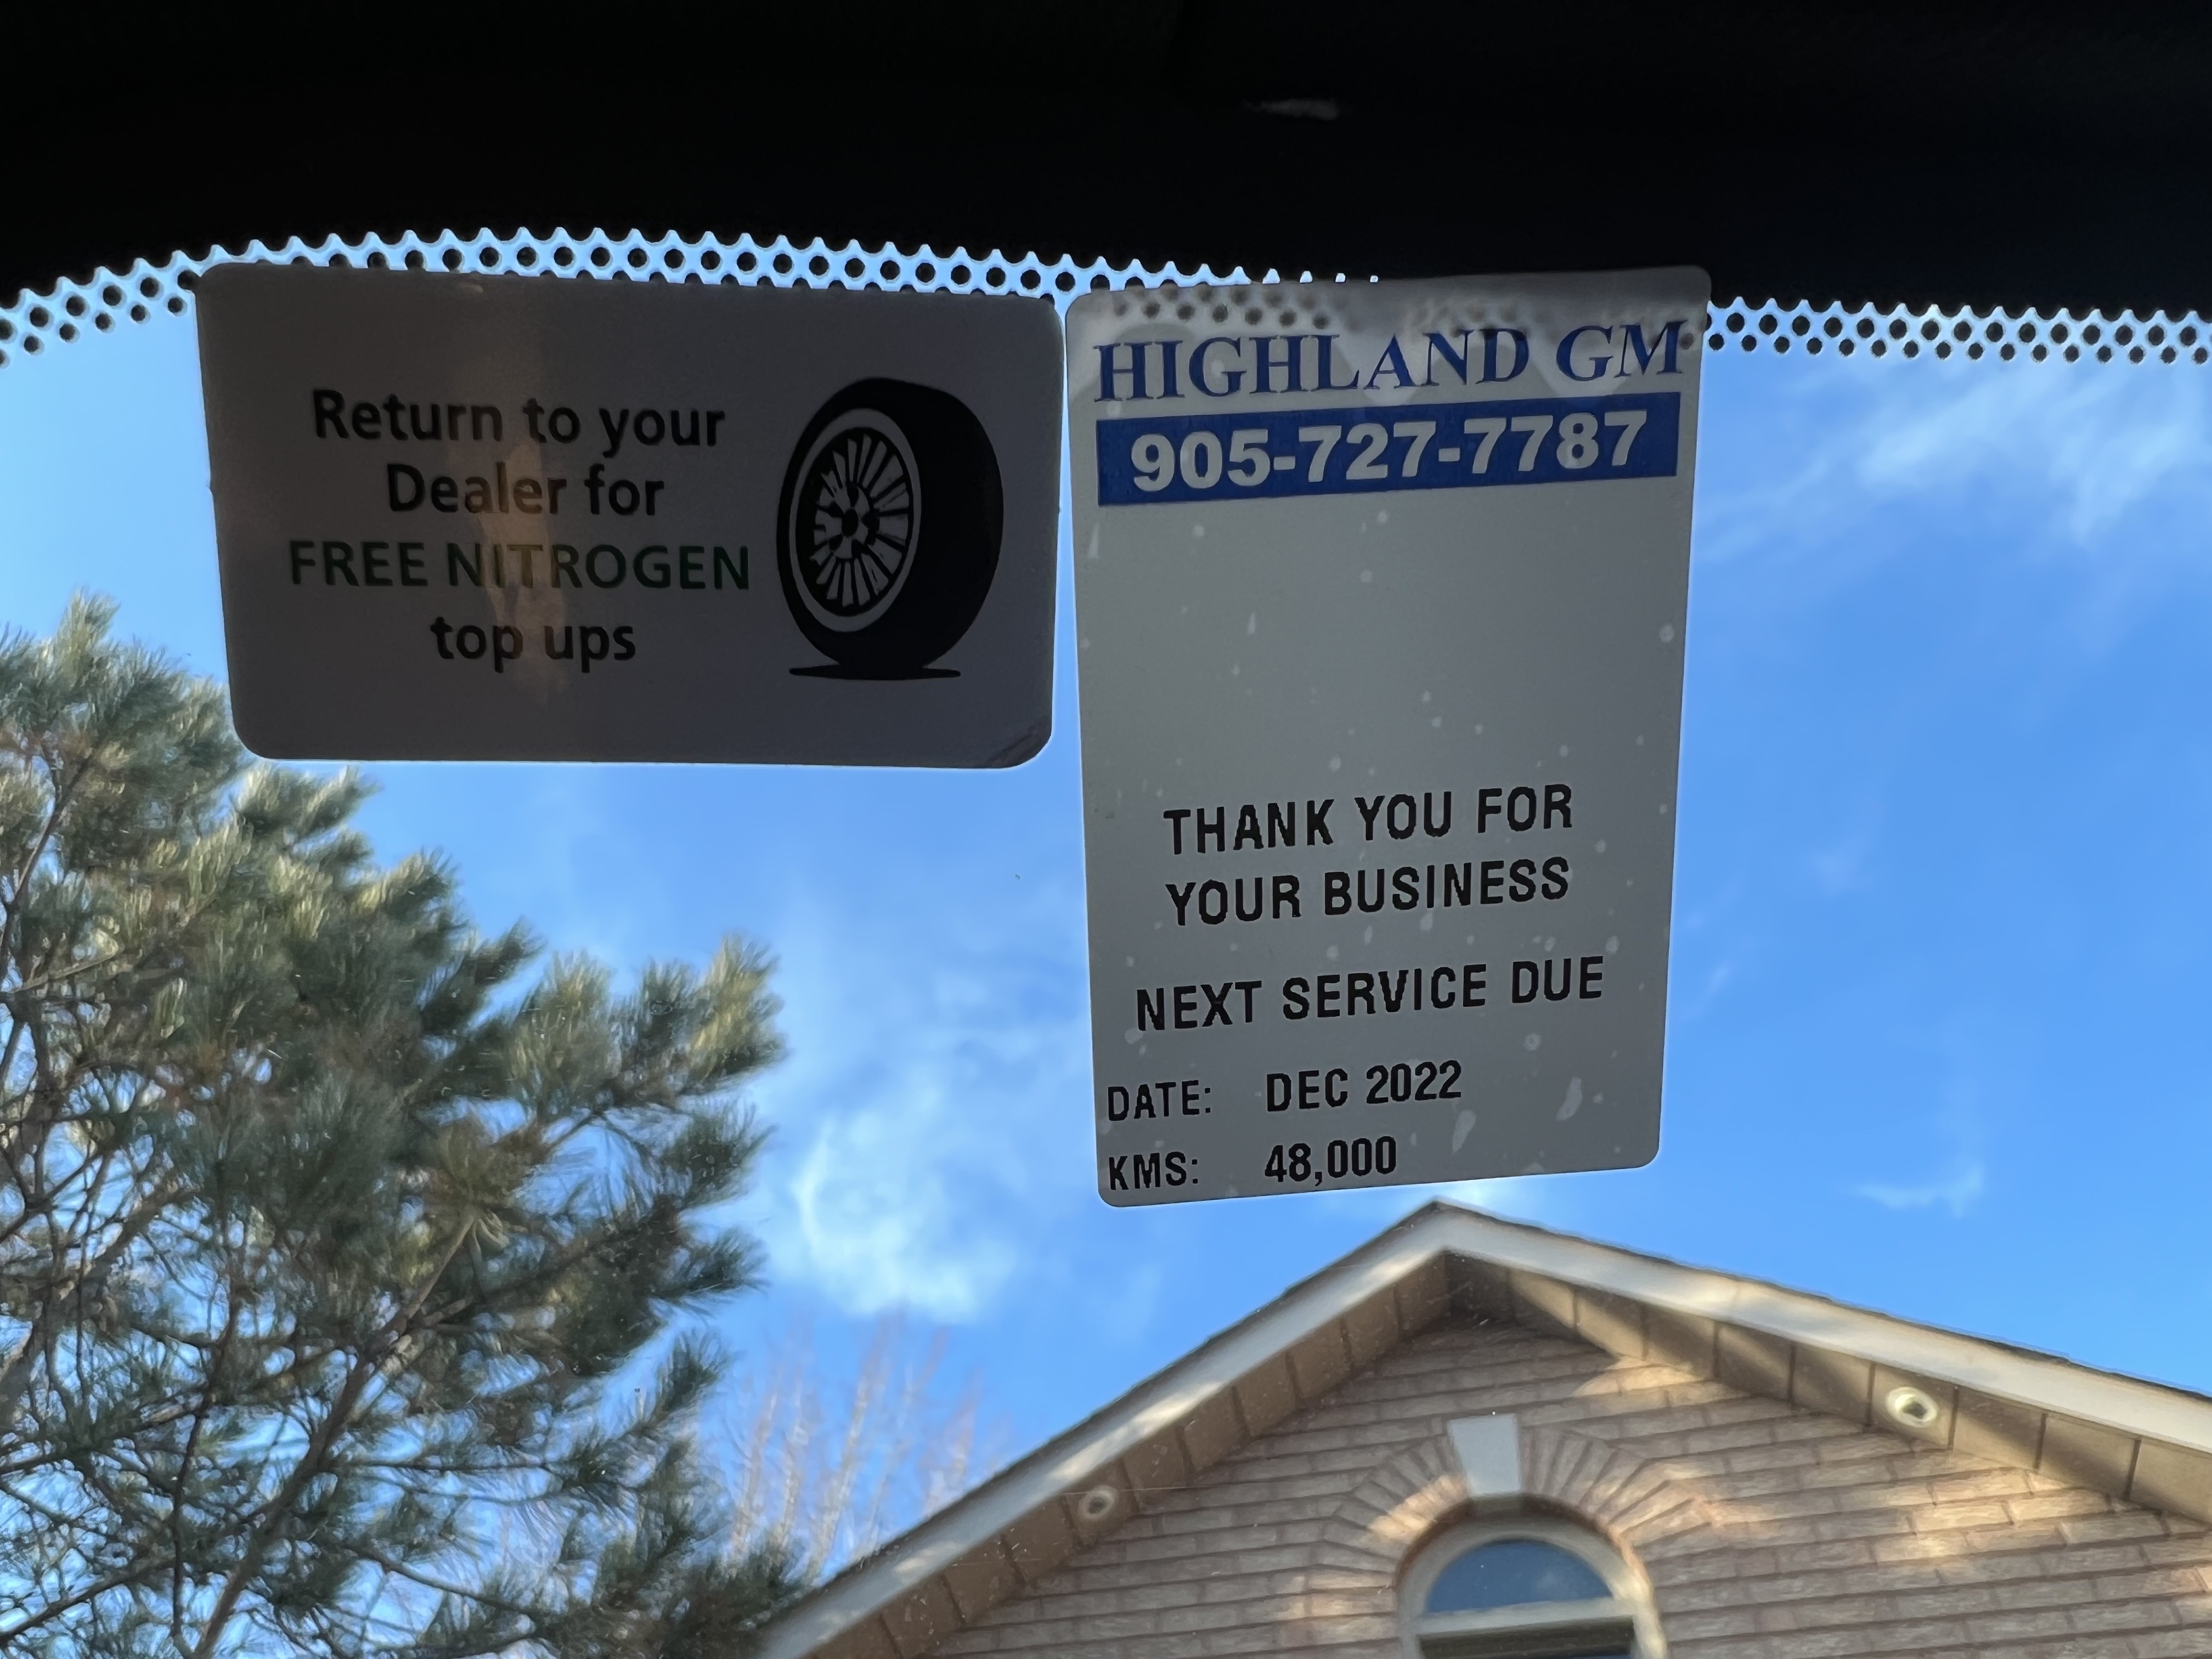 Return to your
Dealer for
FREE NITROGEN
top ups
HIGHLAND GM
905-727-7787
THANK YOU FOR
YOUR BUSINESS
NEXT SERVICE DUE
DATE: DEC 2022
KMS: 48,000